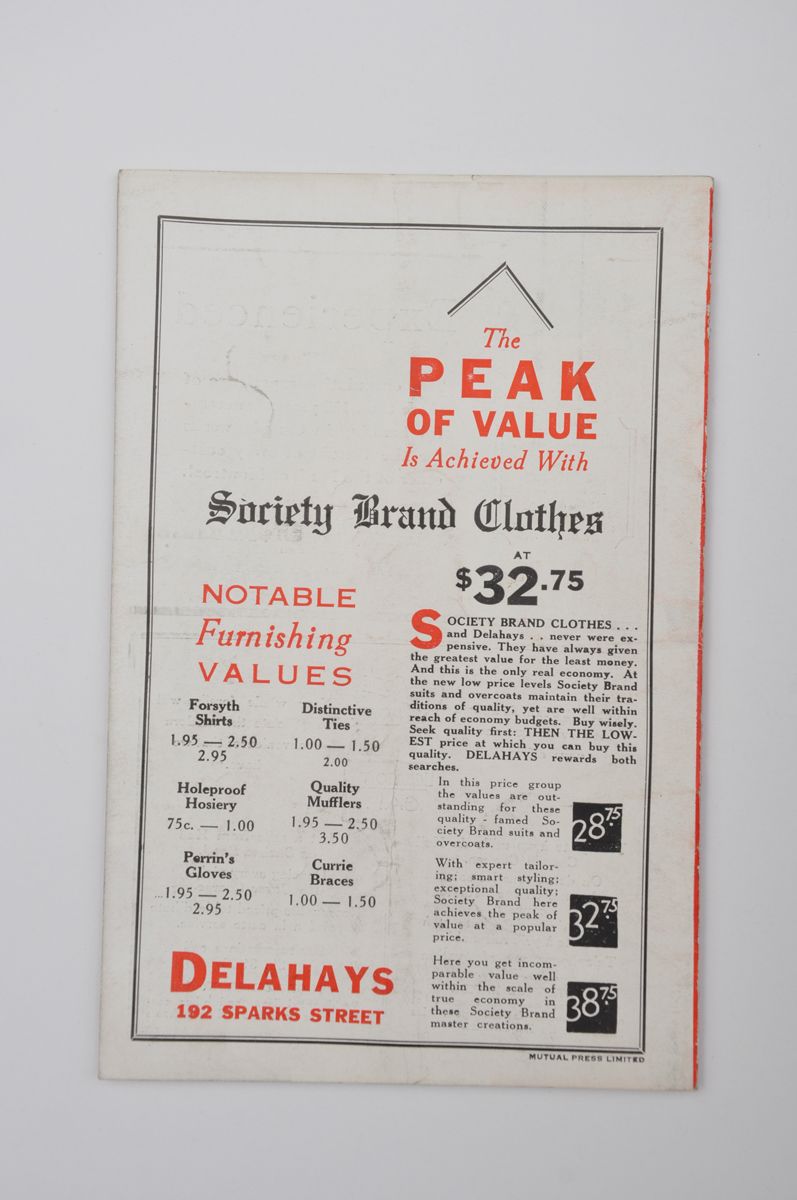 The
PEAK
OF VALUE
Is Achieved With
Society Brand Clothes
AT
$32.75
NOTABLE
Furnishing
VALUES
Forsyth
Shirts
1.95 — 2.50
2.95
Distinctive
Ties
1.00 — 1.50
2.00
Holeproof
Hosiery
75c. — 1.00
Quality
Mufflers
1.95 — 2.50
3.50
Perrin's
Gloves
1.95 — 2.50
2.95
Currie
Braces
1.00 — 1.50
DELAHAYS
192 SPARKS STREET
SOCIETY BRAND CLOTHES . . .
and Delahays . . never were ex-
pensive. They have always given
the greatest value for the least money.
And this is the only real economy. At
the new low price levels Society Brand
suits and overcoats maintain their tra-
ditions of quality, yet are well within
reach of economy budgets. Buy wisely.
Seek quality first: THEN THE LOW-
EST price at which you can buy this
quality. DELAHAYS rewards both
searches.
In this price group
the values are out-
standing for these
quality - famed So-
ciety Brand suits and
overcoats.
28.75
With expert tailor-
ing; smart styling;
exceptional quality;
Society Brand here
achieves the peak of
value at a popular
price.
32.75
Here you get incom-
parable value well
within the scale of
true economy in
these Society Brand
master creations.
38.75
MUTUAL PRESS LIMITED